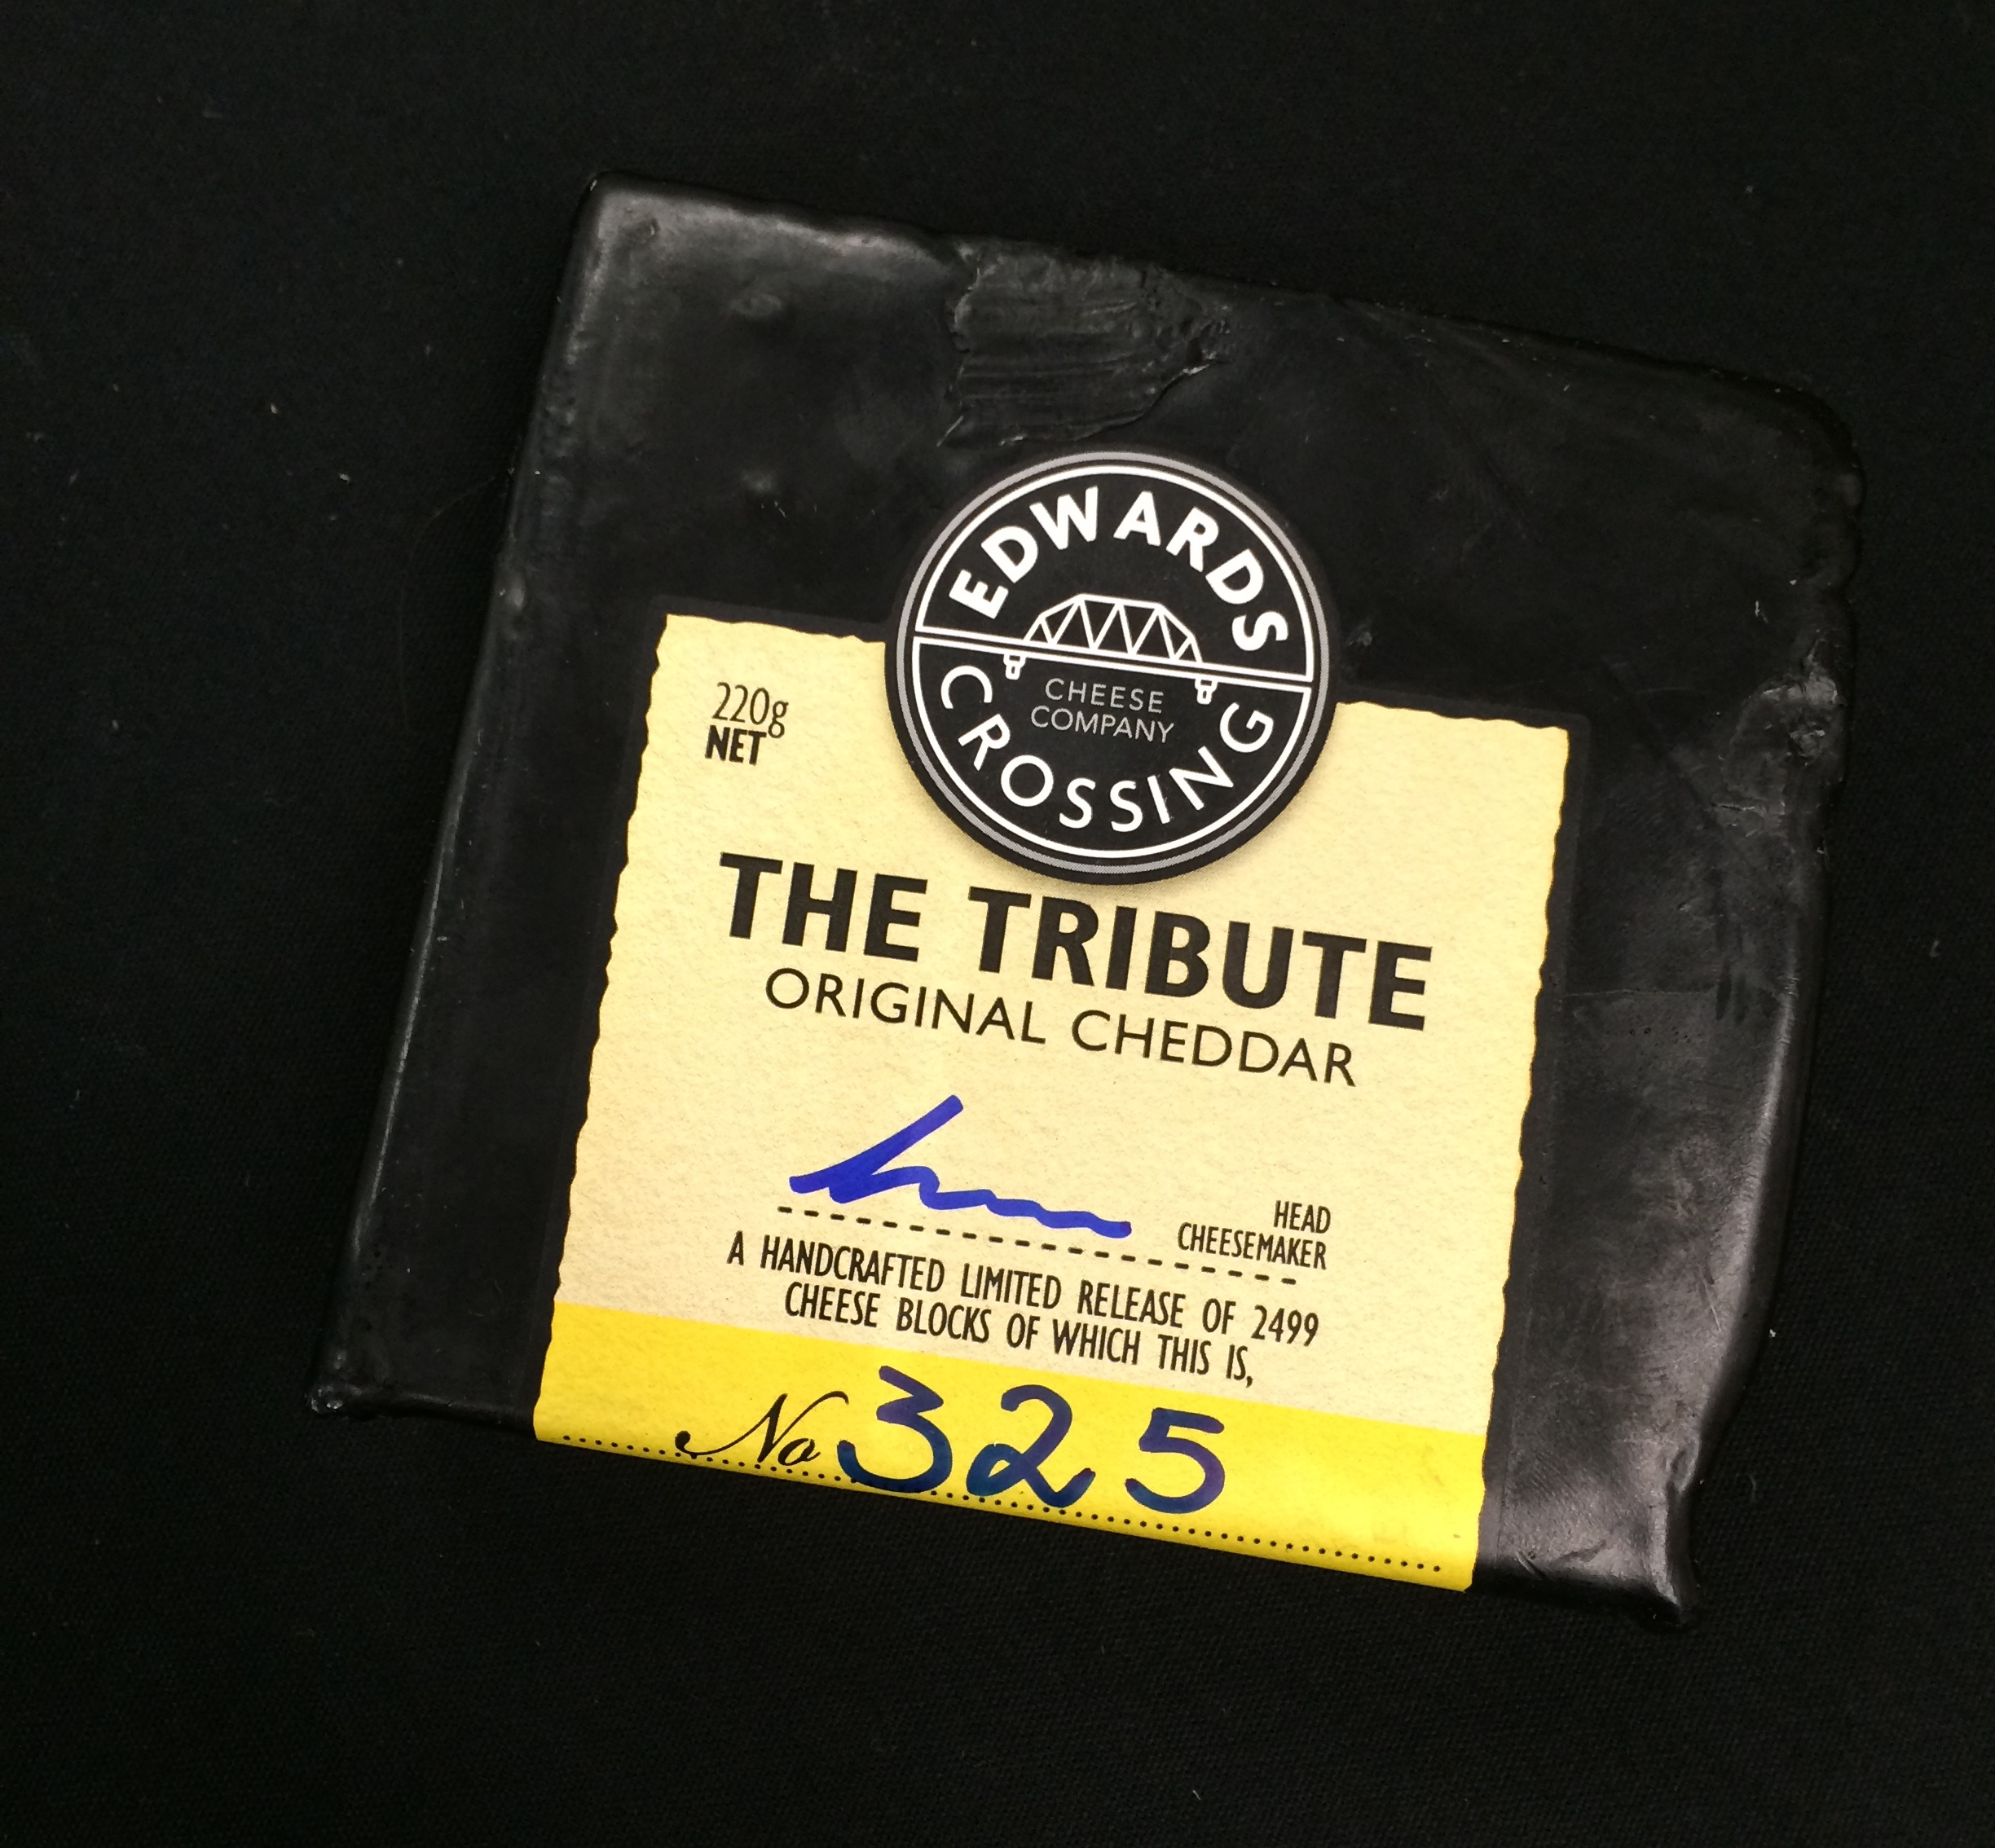 EDWARDS
CHEESE
COMPANY
CROSSING
220g
NET
THE TRIBUTE
ORIGINAL CHEDDAR
HEAD
CHEESEMAKER
A HANDCRAFTED LIMITED RELEASE OF 2499
CHEESE BLOCKS OF WHICH THIS IS,
No 325